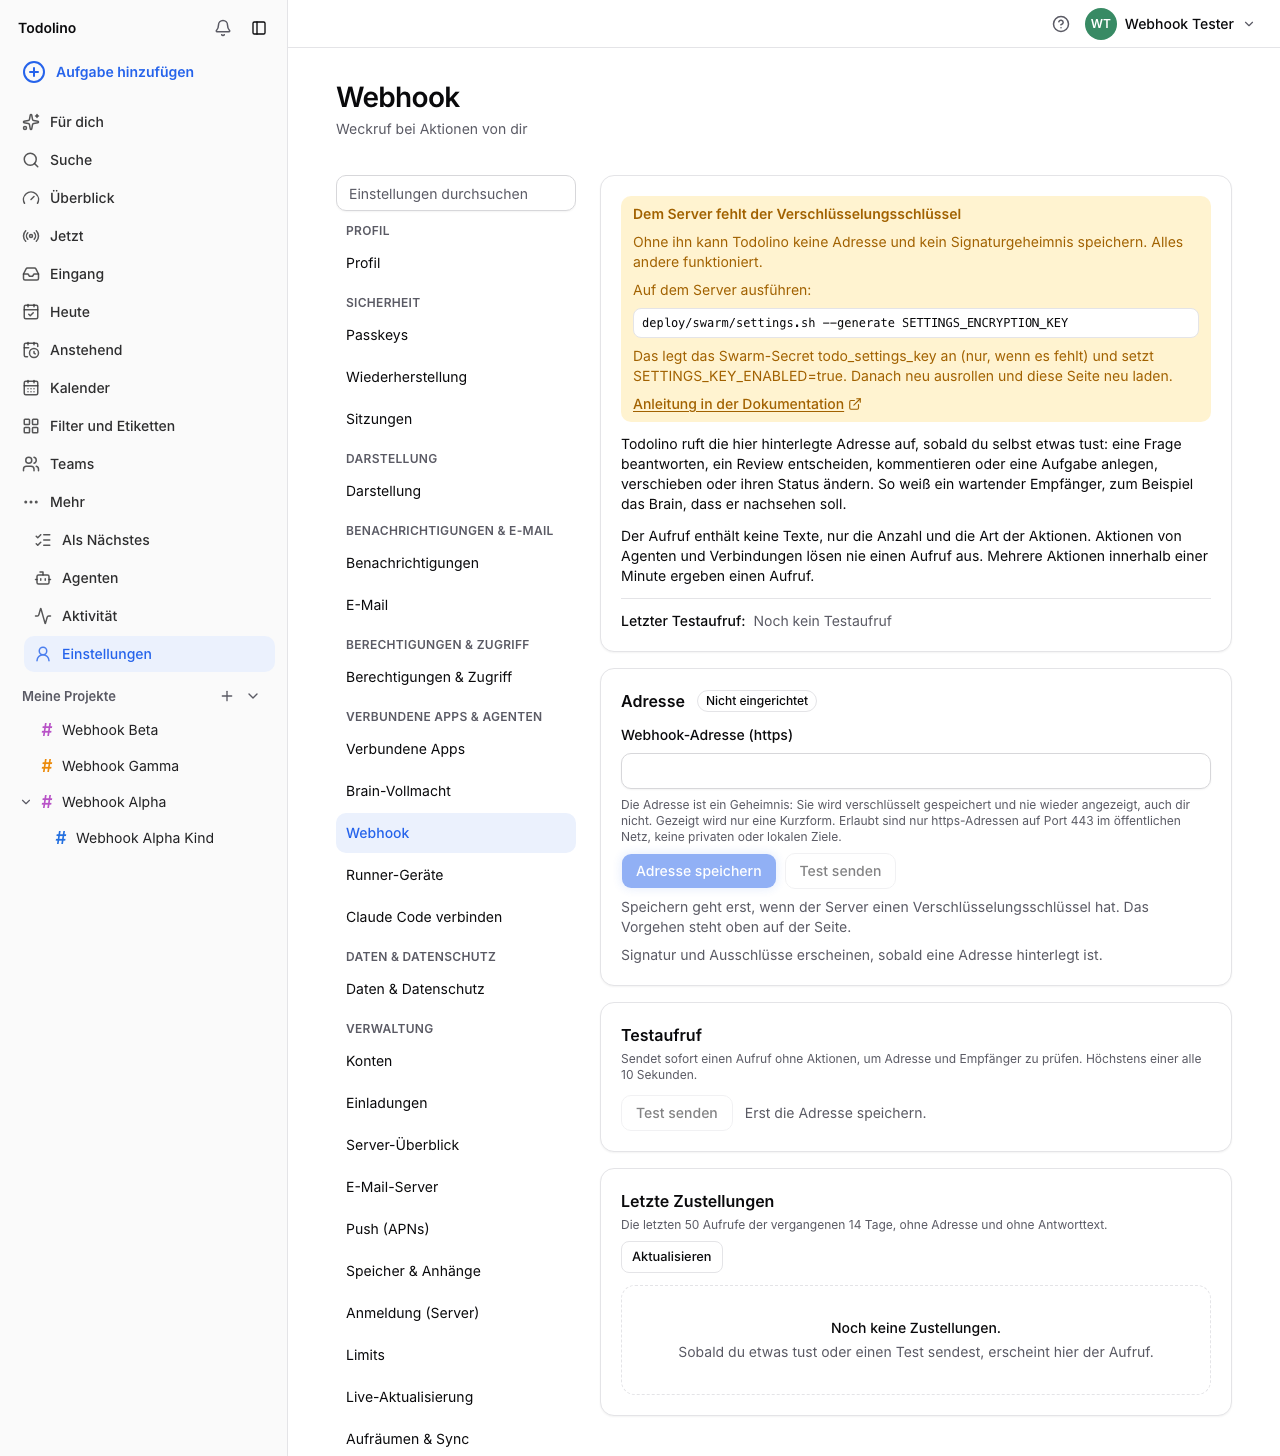 Todolino
Aufgabe hinzufügen
Für dich
Suche
Überblick
Jetzt
Eingang
Heute
Anstehend
Kalender
Filter und Etiketten
Teams
Mehr
Als Nächstes
Agenten
Aktivität
Einstellungen
Meine Projekte
# Webhook Beta
# Webhook Gamma
# Webhook Alpha
# Webhook Alpha Kind
WT Webhook Tester
Webhook
Weckruf bei Aktionen von dir
Einstellungen durchsuchen
PROFIL
Profil
SICHERHEIT
Passkeys
Wiederherstellung
Sitzungen
DARSTELLUNG
Darstellung
BENACHRICHTIGUNGEN & E-MAIL
Benachrichtigungen
E-Mail
BERECHTIGUNGEN & ZUGRIFF
Berechtigungen & Zugriff
VERBUNDENE APPS & AGENTEN
Verbundene Apps
Brain-Vollmacht
Webhook
Runner-Geräte
Claude Code verbinden
DATEN & DATENSCHUTZ
Daten & Datenschutz
VERWALTUNG
Konten
Einladungen
Server-Überblick
E-Mail-Server
Push (APNs)
Speicher & Anhänge
Anmeldung (Server)
Limits
Live-Aktualisierung
Aufräumen & Sync
Dem Server fehlt der Verschlüsselungsschlüssel
Ohne ihn kann Todolino keine Adresse und kein Signaturgeheimnis speichern. Alles
andere funktioniert.
Auf dem Server ausführen:
deploy/swarm/settings.sh --generate SETTINGS_ENCRYPTION_KEY
Das legt das Swarm-Secret todo_settings_key an (nur, wenn es fehlt) und setzt
SETTINGS_KEY_ENABLED=true. Danach neu ausrollen und diese Seite neu laden.
Anleitung in der Dokumentation
Todolino ruft die hier hinterlegte Adresse auf, sobald du selbst etwas tust: eine Frage
beantworten, ein Review entscheiden, kommentieren oder eine Aufgabe anlegen,
verschieben oder ihren Status ändern. So weiß ein wartender Empfänger, zum Beispiel
das Brain, dass er nachsehen soll.
Der Aufruf enthält keine Texte, nur die Anzahl und die Art der Aktionen. Aktionen von
Agenten und Verbindungen lösen nie einen Aufruf aus. Mehrere Aktionen innerhalb einer
Minute ergeben einen Aufruf.
Letzter Testaufruf: Noch kein Testaufruf
Adresse Nicht eingerichtet
Webhook-Adresse (https)
Die Adresse ist ein Geheimnis: Sie wird verschlüsselt gespeichert und nie wieder angezeigt, auch dir
nicht. Gezeigt wird nur eine Kurzform. Erlaubt sind nur https-Adressen auf Port 443 im öffentlichen
Netz, keine privaten oder lokalen Ziele.
Adresse speichern Test senden
Speichern geht erst, wenn der Server einen Verschlüsselungsschlüssel hat. Das
Vorgehen steht oben auf der Seite.
Signatur und Ausschlüsse erscheinen, sobald eine Adresse hinterlegt ist.
Testaufruf
Sendet sofort einen Aufruf ohne Aktionen, um Adresse und Empfänger zu prüfen. Höchstens einer alle
10 Sekunden.
Test senden Erst die Adresse speichern.
Letzte Zustellungen
Die letzten 50 Aufrufe der vergangenen 14 Tage, ohne Adresse und ohne Antworttext.
Aktualisieren
Noch keine Zustellungen.
Sobald du etwas tust oder einen Test sendest, erscheint hier der Aufruf.